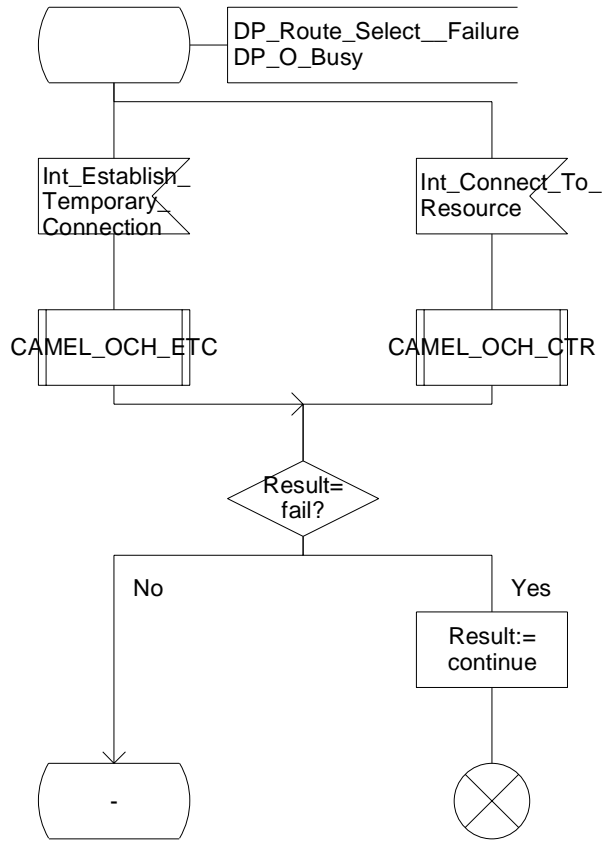 DP_Route_Select__Failure
DP_O_Busy
Int_Establish_
Temporary_
Connection
Int_Connect_To_
Resource
CAMEL_OCH_ETC
CAMEL_OCH_CTR
Result=
fail?
No
Yes
Result:=
continue
-